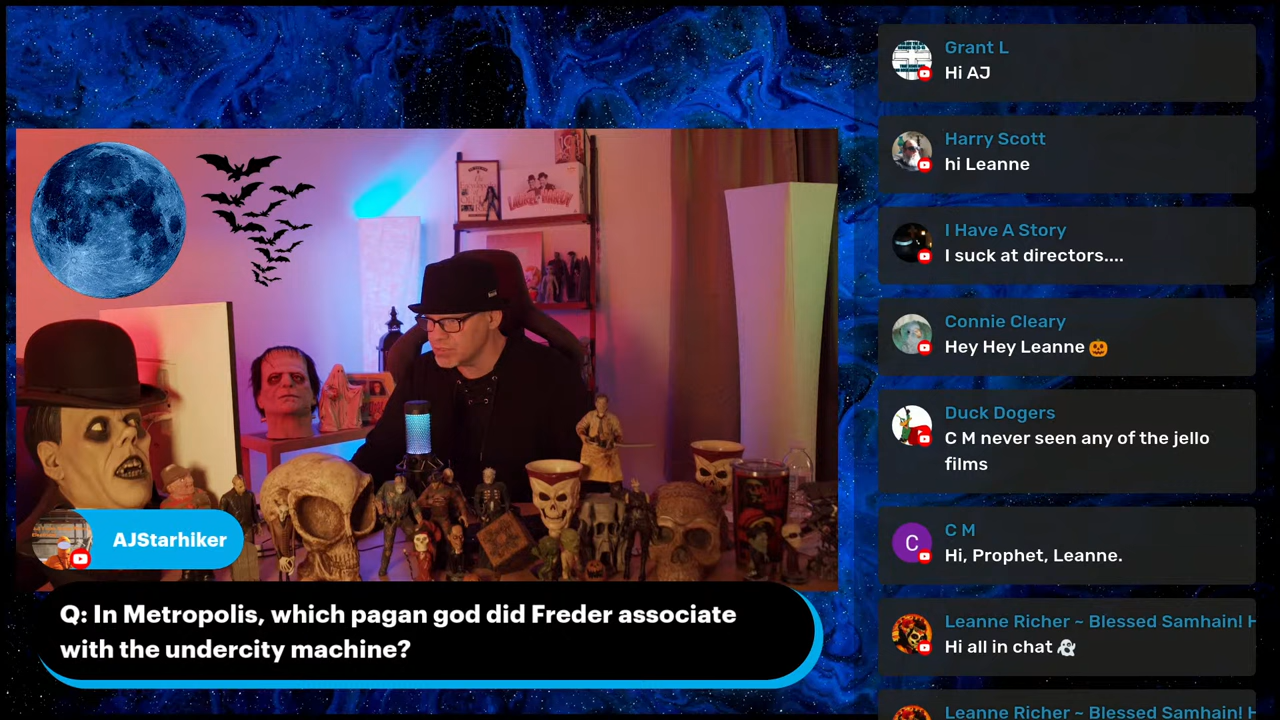 LAUREL HARDY
AJStarhiker
Q: In Metropolis, which pagan god did Freder associate
with the undercity machine?
Grant L
Hi AJ
Harry Scott
hi Leanne
I Have A Story
I suck at directors....
Connie Cleary
Hey Hey Leanne 🎃
Duck Dogers
C M never seen any of the jello
films
C
C M
Hi, Prophet, Leanne.
Leanne Richer ~ Blessed Samhain! H
Hi all in chat 👻
Leanne Richer ~ Blessed Samhain! H